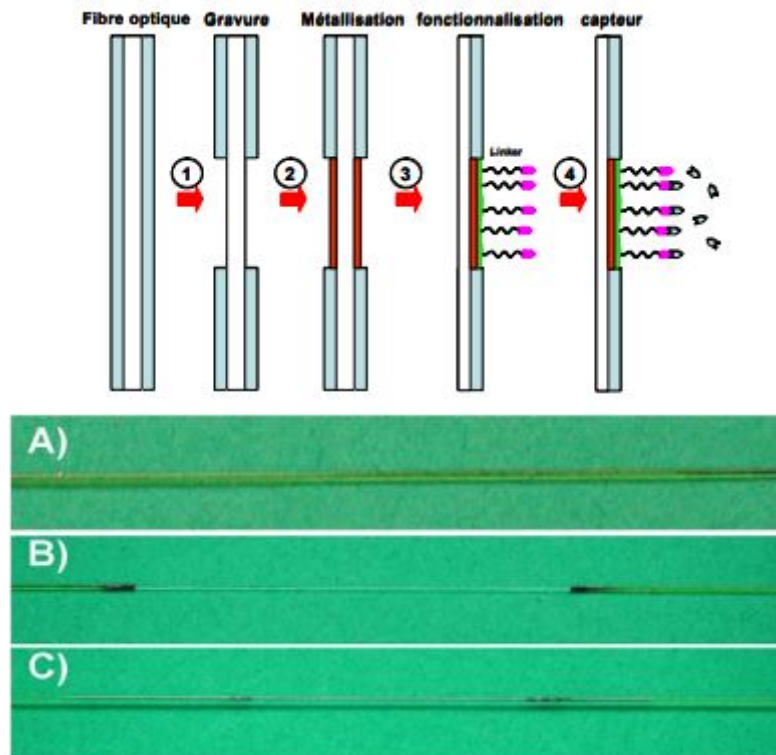 Fibre optique Gravure Métallisation fonctionnalisation capteur
Linker
1 2 3 4
A)
B)
C)